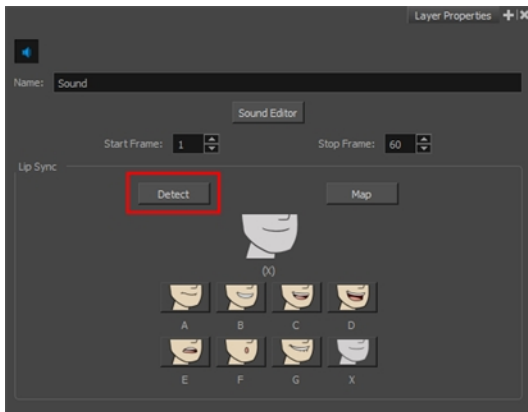 Layer Properties
Name: Sound
Sound Editor
Start Frame: 1 Stop Frame: 60
Lip Sync
Detect Map
(X)
A B C D
E F G X